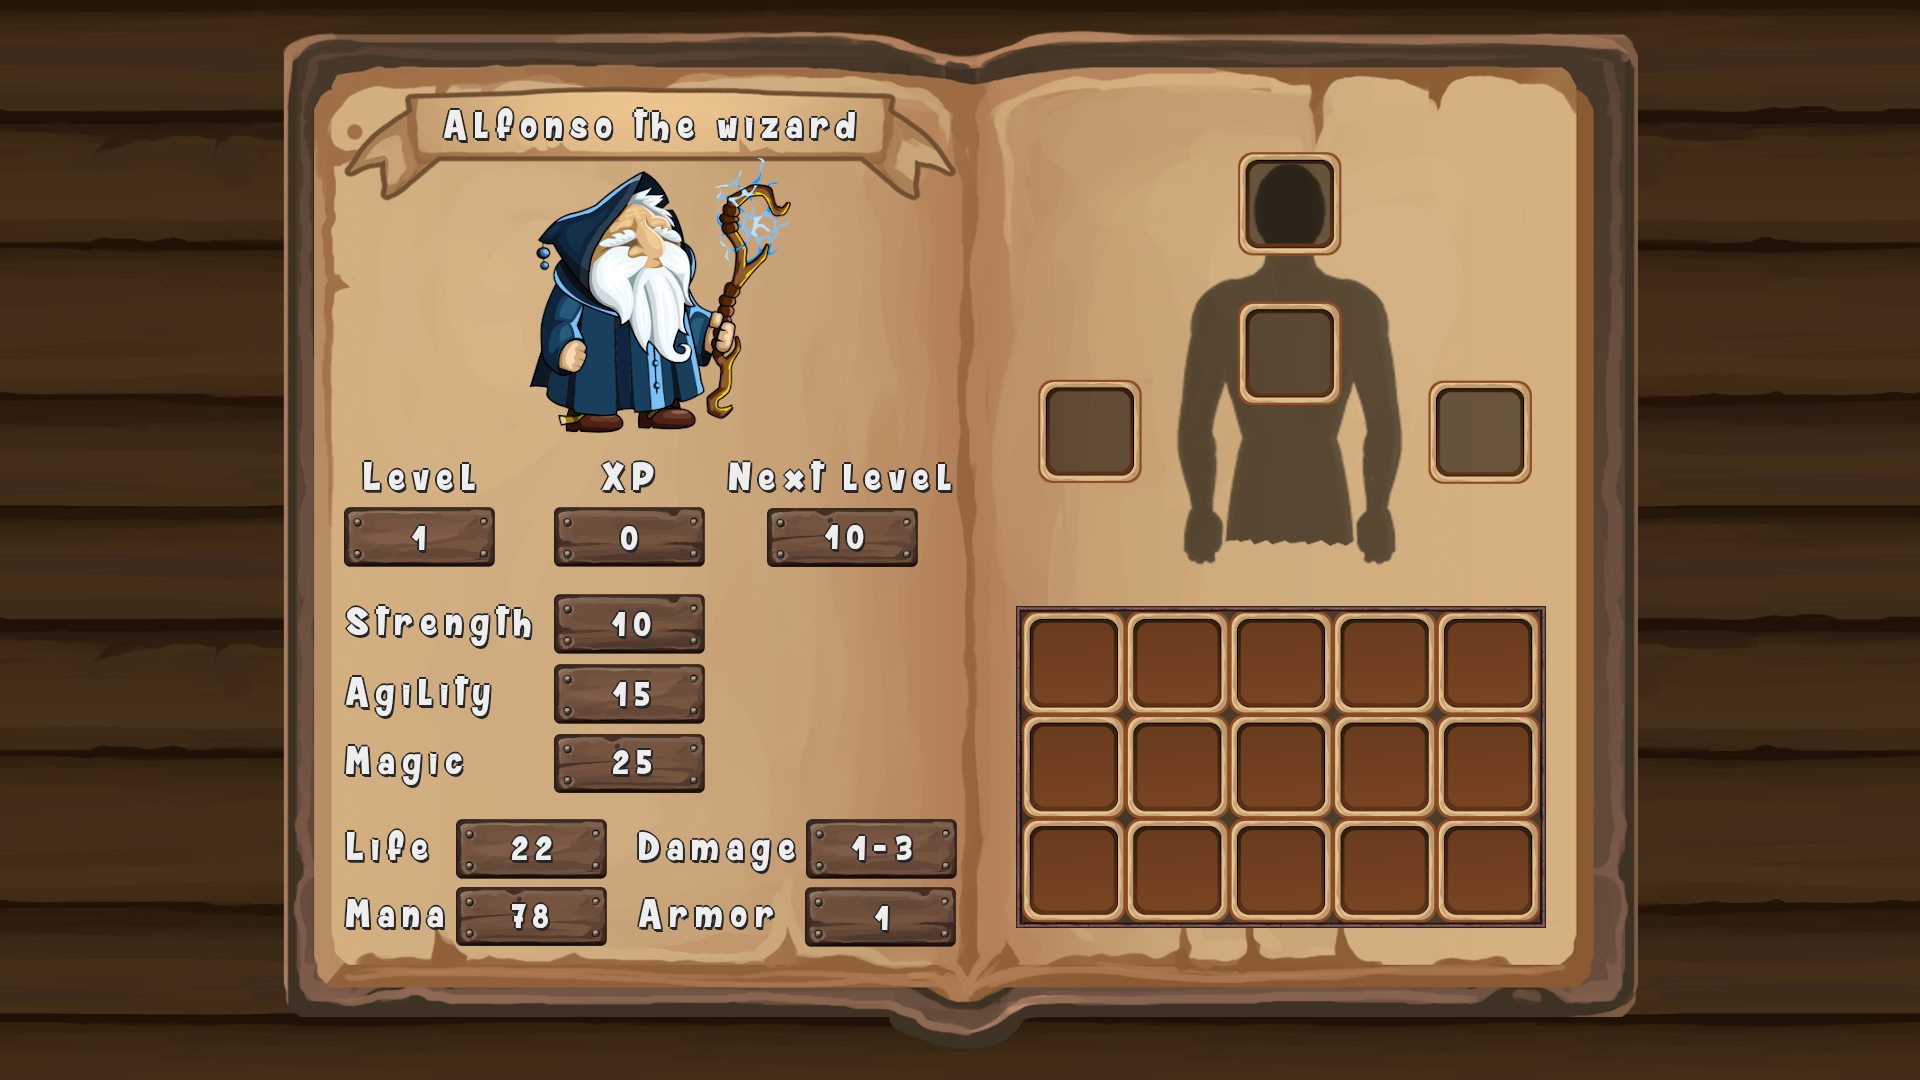 Alfonso the wizard
Level XP Next Level
1 0 10
Strength 10
Agility 15
Magic 25
Life 22 Damage 1-3
Mana 78 Armor 1